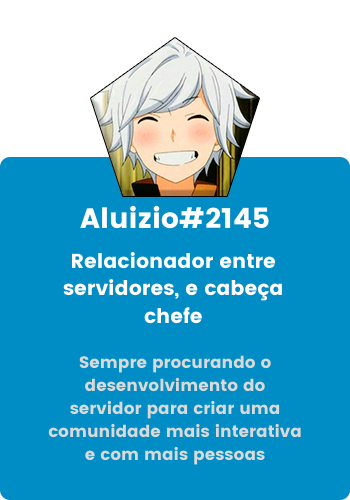 Aluizio#2145
Relacionador entre
servidores, e cabeça
chefe
Sempre procurando o
desenvolvimento do
servidor para criar uma
comunidade mais interativa
e com mais pessoas